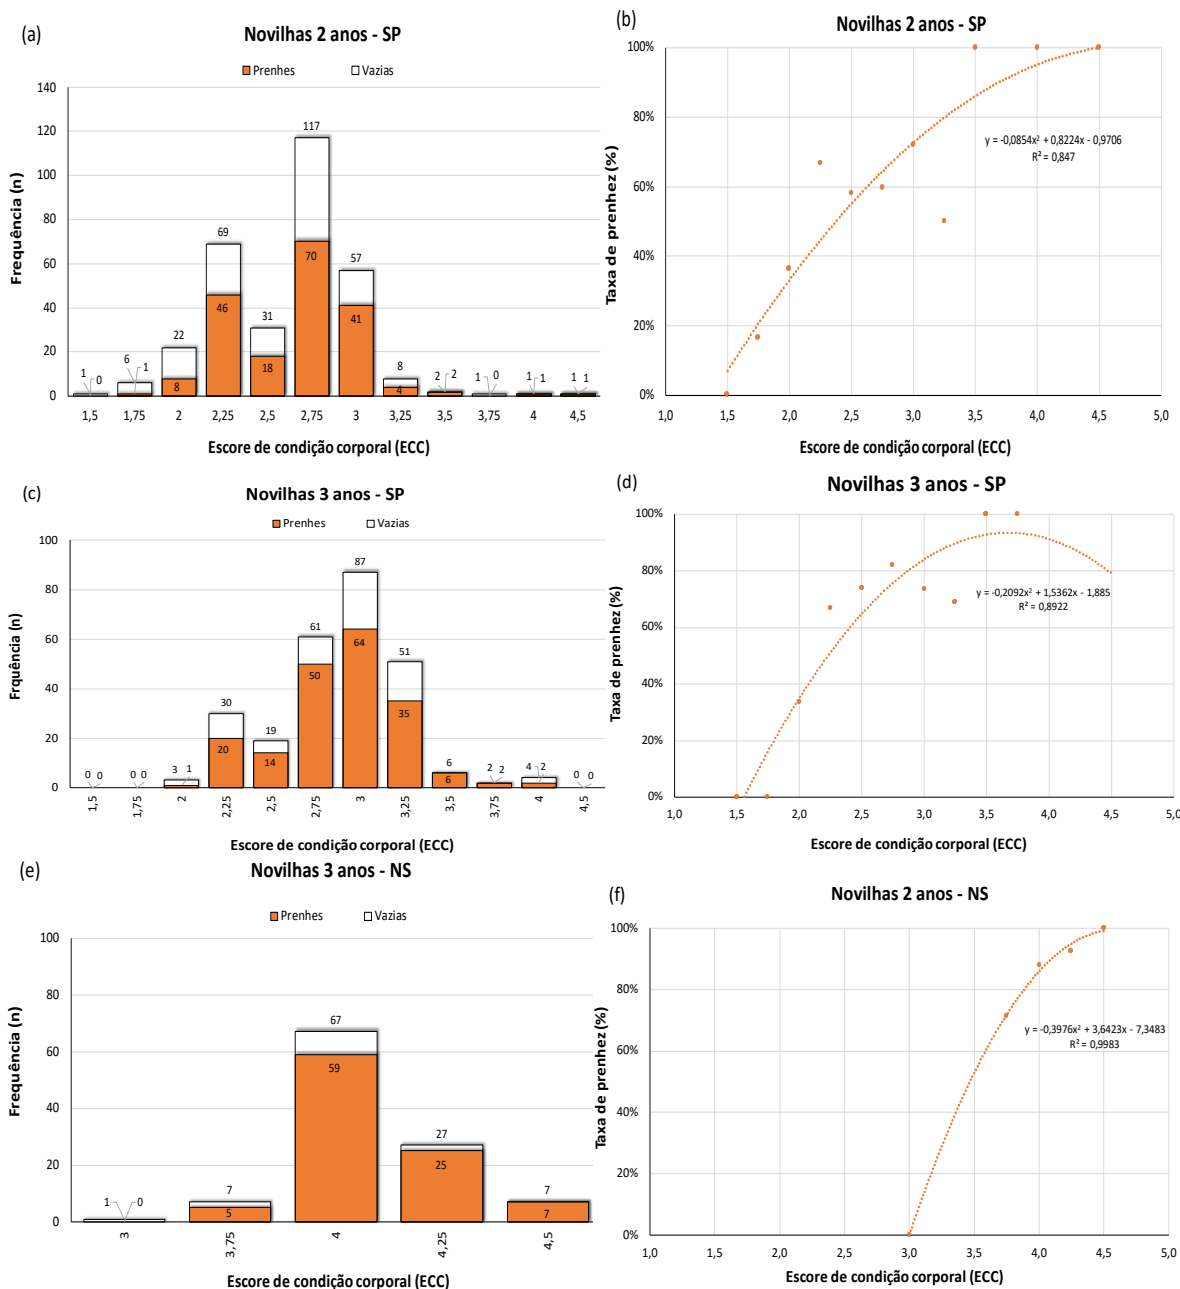 (a)
Novilhas 2 anos - SP
Prenhes Vazias
Frequência (n)
140
120
100
80
60
40
20
0
1 0
6 1
22
8
69
46
31
18
117
70
57
41
8
4
2 2
1 0
1 1
1 1
1,5 1,75 2 2,25 2,5 2,75 3 3,25 3,5 3,75 4 4,5
Escore de condição corporal (ECC)
(b)
Novilhas 2 anos - SP
Taxa de prenhez (%)
100%
80%
60%
40%
20%
0%
y = -0,0854x² + 0,8224x - 0,9706
R² = 0,847
1,0 1,5 2,0 2,5 3,0 3,5 4,0 4,5 5,0
Escore de condição corporal (ECC)
(c)
Novilhas 3 anos - SP
Prenhes Vazias
Frquência (n)
100
80
60
40
20
0
0 0
0 0
3 1
30
20
19
14
61
50
87
64
51
35
6
6
2 2
4 2
0 0
1,5 1,75 2 2,25 2,5 2,75 3 3,25 3,5 3,75 4 4,5
Escore de condição corporal (ECC)
(d)
Novilhas 3 anos - SP
Taxa de prenhez (%)
100%
80%
60%
40%
20%
0%
y = -0,2092x² + 1,5362x - 1,885
R² = 0,8922
1,0 1,5 2,0 2,5 3,0 3,5 4,0 4,5 5,0
Escore de condição corporal (ECC)
(e)
Novilhas 3 anos - NS
Prenhes Vazias
Frequência (n)
100
80
60
40
20
0
1 0
7
5
67
59
27
25
7
7
3 3,75 4 4,25 4,5
Escore de condição corporal (ECC)
(f)
Novilhas 2 anos - NS
Taxa de prenhez (%)
100%
80%
60%
40%
20%
0%
y = -0,3976x² + 3,6423x - 7,3483
R² = 0,9983
1,0 1,5 2,0 2,5 3,0 3,5 4,0 4,5 5,0
Escore de condição corporal (ECC)